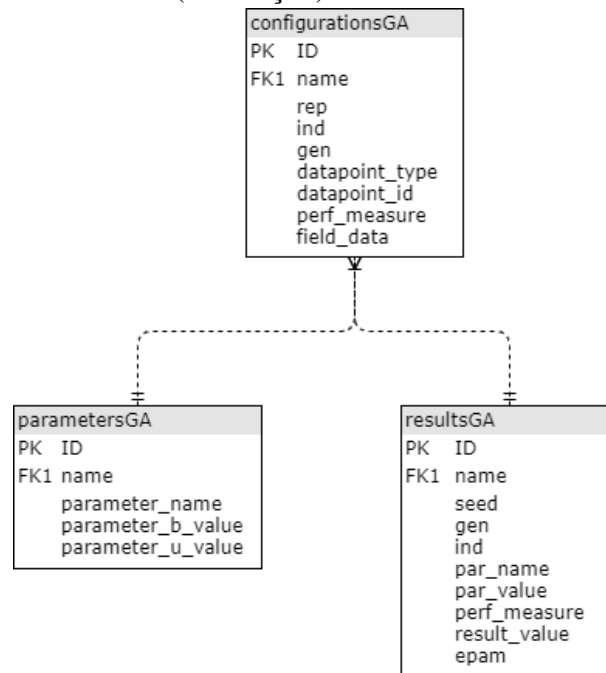 configurationsGA
PK ID
FK1 name
rep
ind
gen
datapoint_type
datapoint_id
perf_measure
field_data
parametersGA
PK ID
FK1 name
parameter_name
parameter_b_value
parameter_u_value
resultsGA
PK ID
FK1 name
seed
gen
ind
par_name
par_value
perf_measure
result_value
epam